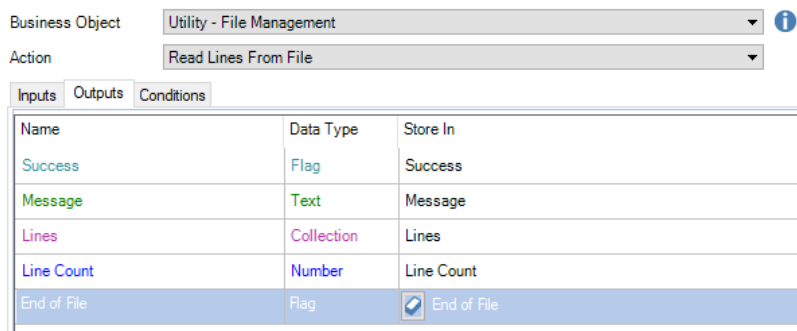 Business Object Utility - File Management
Action Read Lines From File
Inputs Outputs Conditions
Name Data Type Store In
Success Flag Success
Message Text Message
Lines Collection Lines
Line Count Number Line Count
End of File Flag End of File